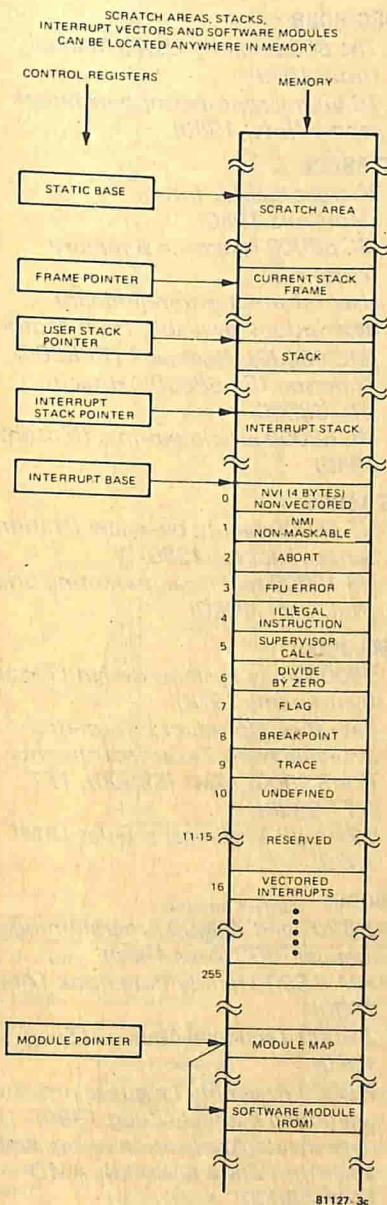 SCRATCH AREAS, STACKS,
INTERRUPT VECTORS AND SOFTWARE MODULES
CAN BE LOCATED ANYWHERE IN MEMORY
CONTROL REGISTERS
MEMORY
STATIC BASE
SCRATCH AREA
FRAME POINTER
CURRENT STACK
FRAME
USER STACK
POINTER
STACK
INTERRUPT
STACK POINTER
INTERRUPT STACK
INTERRUPT BASE
0 NVI (4 BYTES)
NON-VECTORED
1 NMI
NON-MASKABLE
2 ABORT
3 FPU ERROR
4 ILLEGAL
INSTRUCTION
5 SUPERVISOR
CALL
6 DIVIDE
BY ZERO
7 FLAG
8 BREAKPOINT
9 TRACE
10 UNDEFINED
11-15 RESERVED
16 VECTORED
INTERRUPTS
255
MODULE POINTER
MODULE MAP
SOFTWARE MODULE
(ROM)
81127-3c